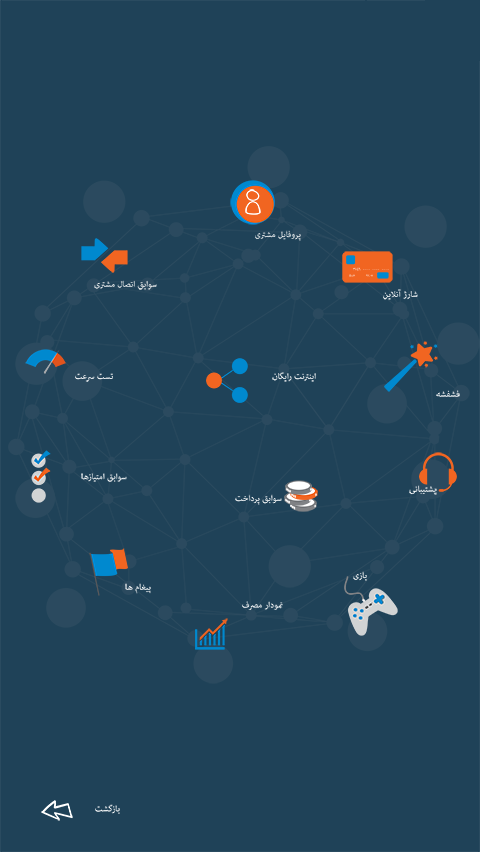 پروفایل مشتری
سوابق اتصال مشتری
شارژ آنلاین
تست سرعت
اینترنت رایگان
فشفشه
سوابق امتیازها
پشتیبانی
سوابق پرداخت
پیغام ها
بازی
نمودار مصرف
بازگشت